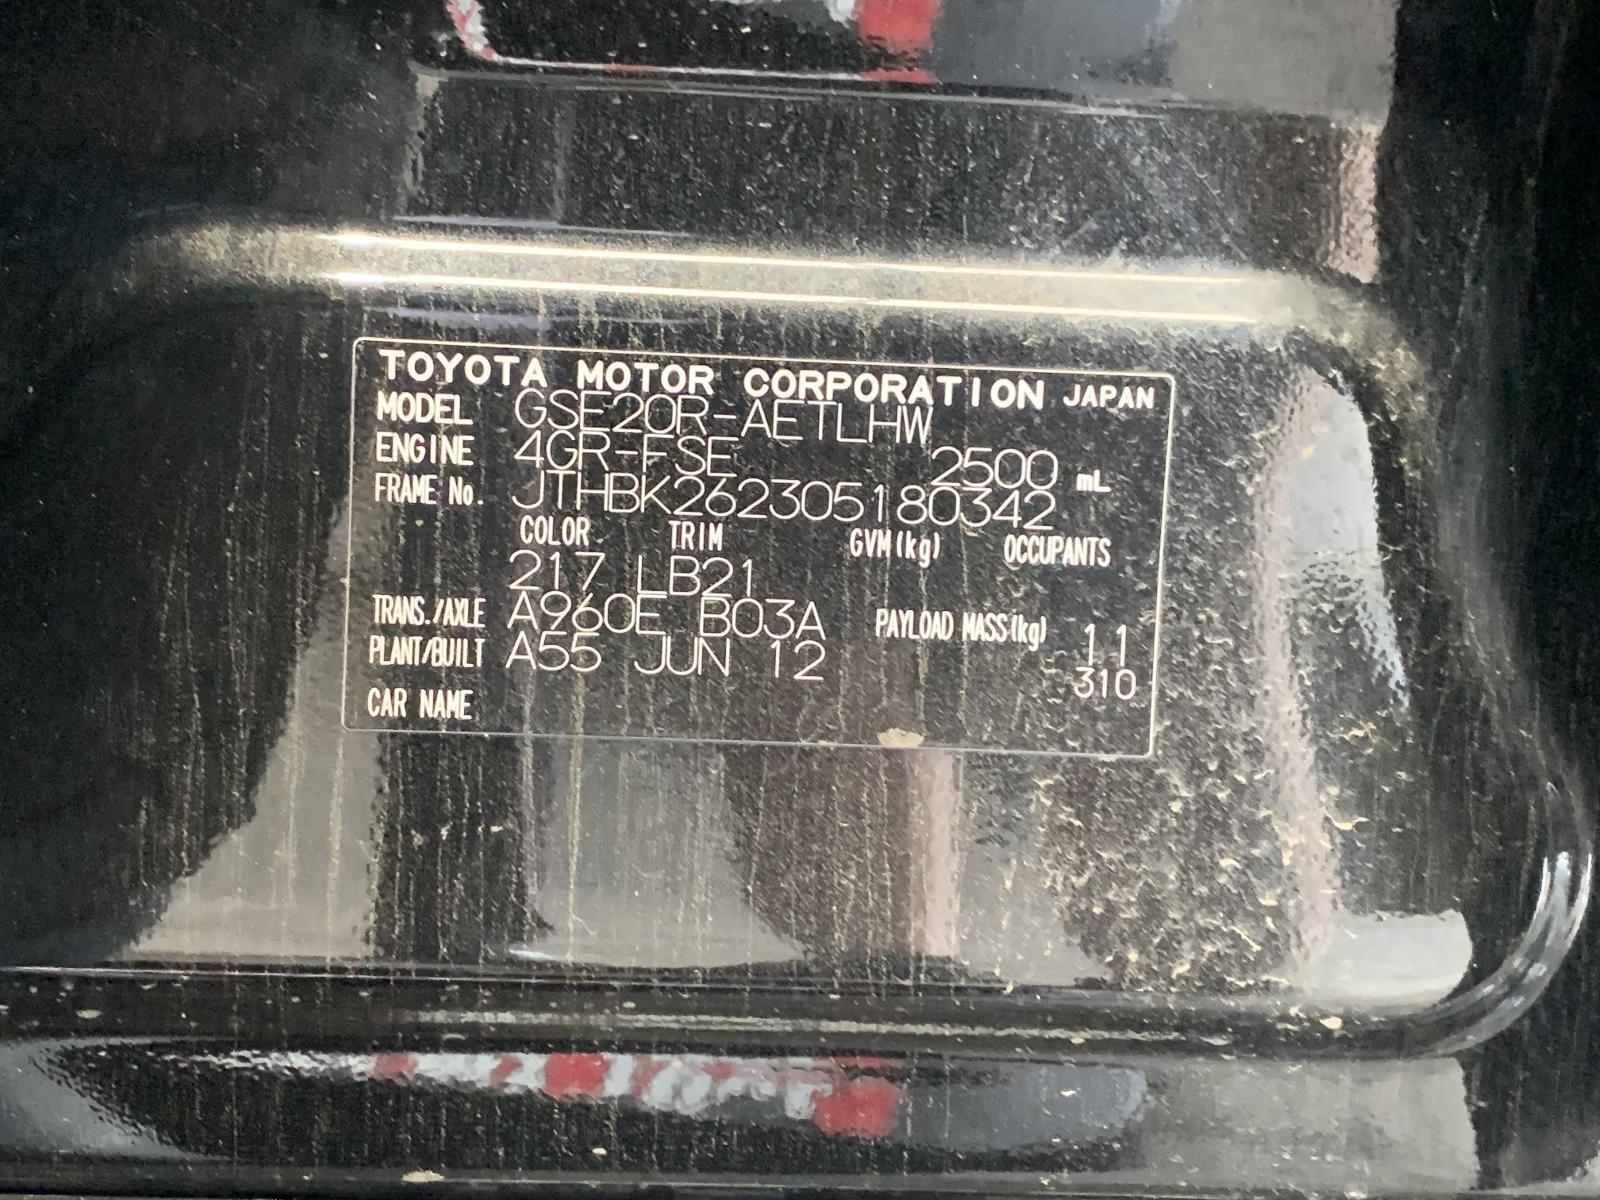 TOYOTA MOTOR CORPORATION JAPAN
MODEL GSE20R-AETLHW
ENGINE 4GR-FSE 2500 mL
FRAME No. JTHBK262305180342
COLOR TRIM GVM(kg) OCCUPANTS
217 LB21
TRANS./AXLE A960E B03A PAYLOAD MASS(kg) 11
PLANT/BUILT A55 JUN 12 310
CAR NAME